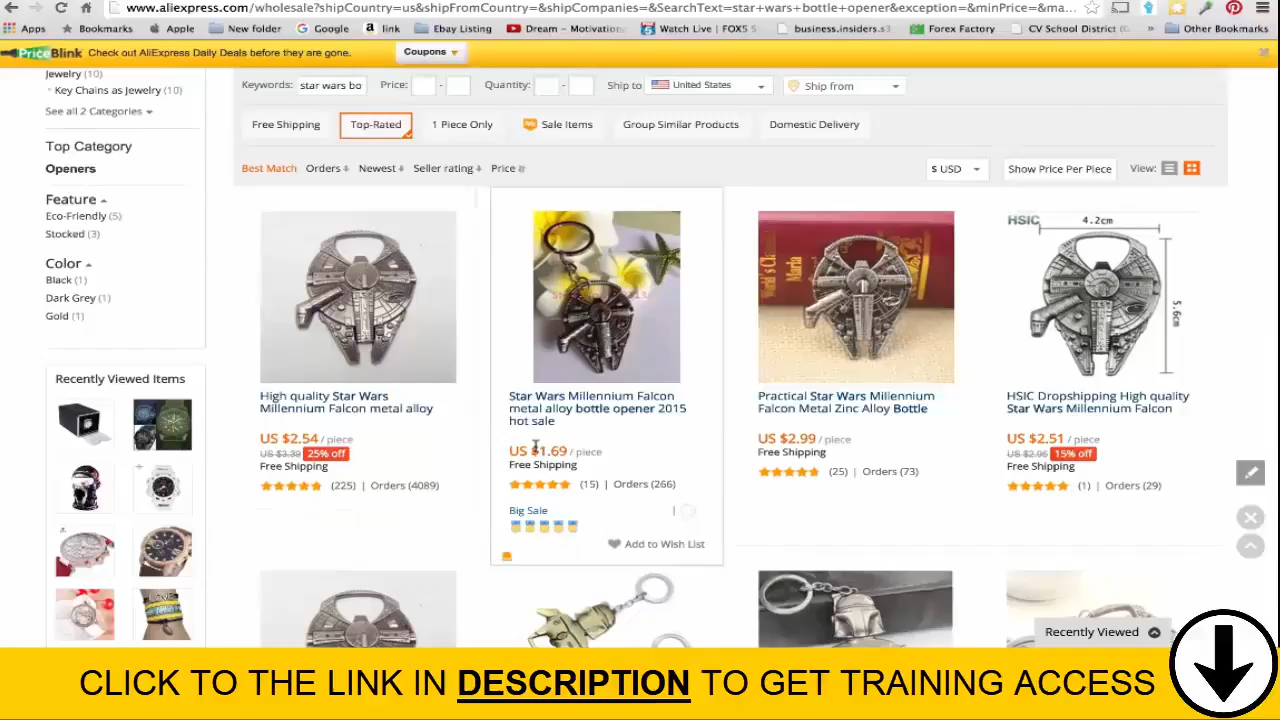 www.aliexpress.com/wholesale?shipCountry=us&shipFromCountry=&shipCompanies=&SearchText=star+wars+bottle+opener&exception=&minPrice=&ma...
Apps Bookmarks Apple New folder Google link Ebay Listing Dream – Motivation Watch Live | FOX5 business.insiders.s3 Forex Factory CV School District ( » Other Bookmarks
PriceBlink Check out AliExpress Daily Deals before they are gone. Coupons
Jewelry (10)
Key Chains as Jewelry (10)
See all 2 Categories
Top Category
Openers
Feature
Eco-Friendly (5)
Stocked (3)
Color
Black (1)
Dark Grey (1)
Gold (1)
Recently Viewed Items
Keywords: star wars bo Price: - Quantity: - Ship to United States Ship from
Free Shipping Top-Rated 1 Piece Only Sale Items Group Similar Products Domestic Delivery
Best Match Orders Newest Seller rating Price $ USD Show Price Per Piece View:
High quality Star Wars
Millennium Falcon metal alloy
US $2.54 / piece
US $3.39 25% off
Free Shipping
(225) | Orders (4089)
Star Wars Millennium Falcon
metal alloy bottle opener 2015
hot sale
US $1.69 / piece
Free Shipping
(15) | Orders (266)
Big Sale
Add to Wish List
Practical Star Wars Millennium
Falcon Metal Zinc Alloy Bottle
US $2.99 / piece
Free Shipping
(25) | Orders (73)
HSIC 4.2cm
5.6cm
HSIC Dropshipping High quality
Star Wars Millennium Falcon
US $2.51 / piece
US $2.96 15% off
Free Shipping
(1) | Orders (29)
Recently Viewed
CLICK TO THE LINK IN DESCRIPTION TO GET TRAINING ACCESS